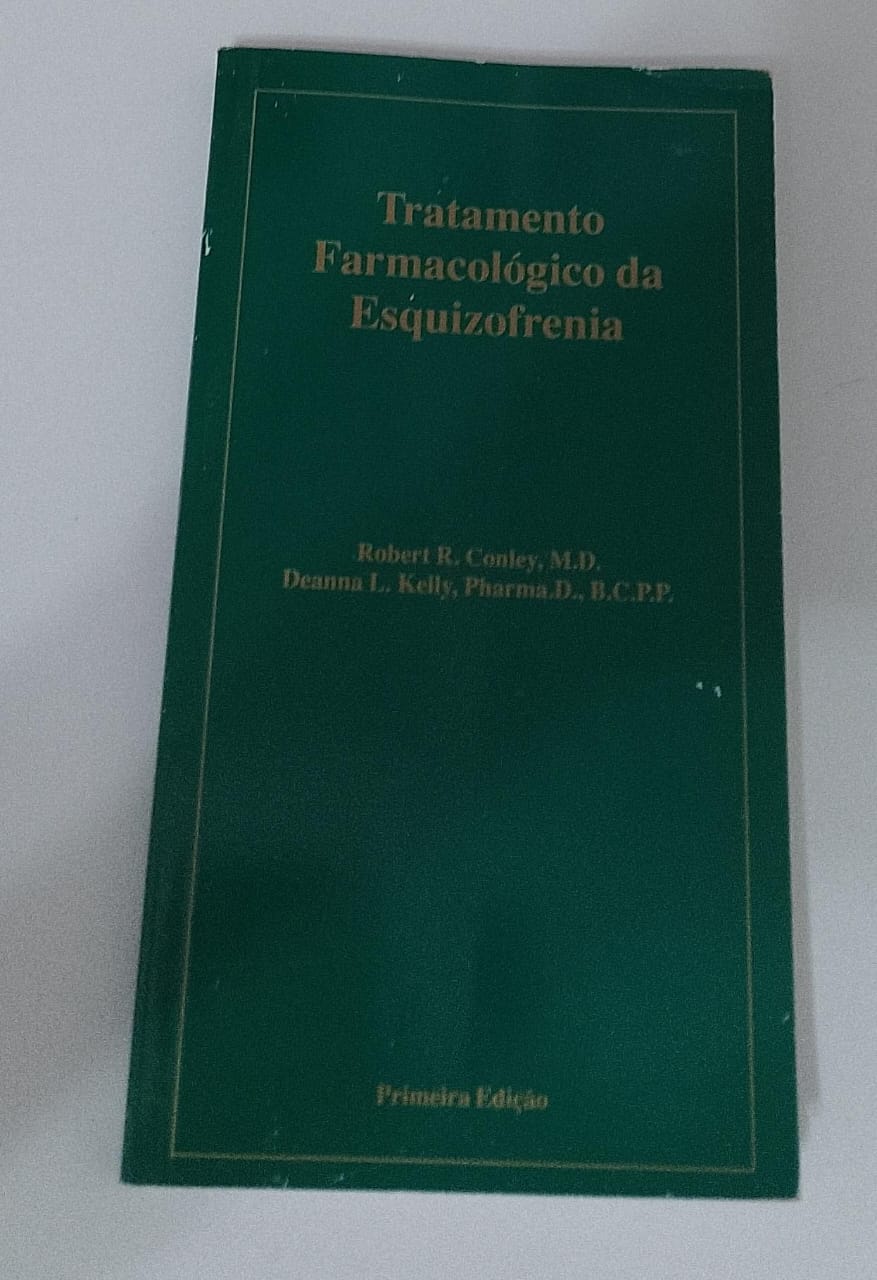 Tratamento
Farmacológico da
Esquizofrenia
Robert R. Conley, M.D.
Deanna L. Kelly, Pharma.D., B.C.P.P.
Primeira Edição